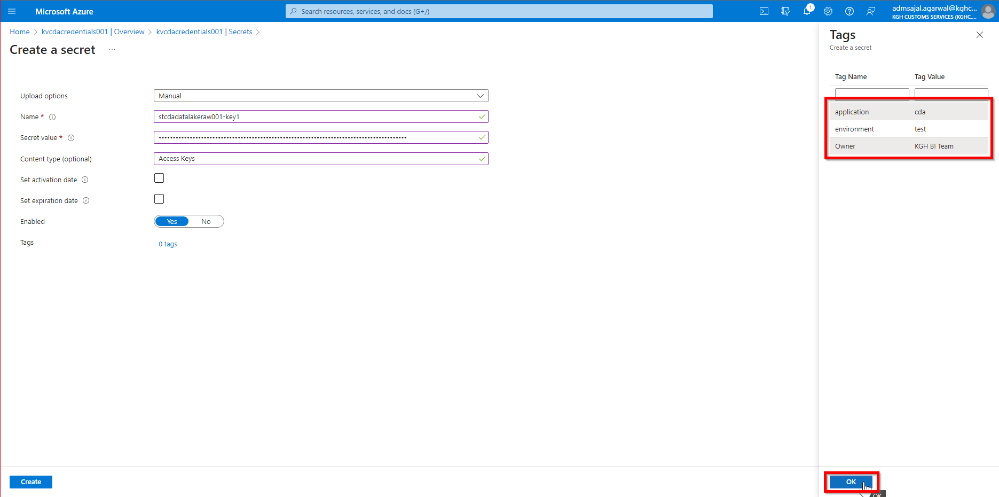 Microsoft Azure
Search resources, services, and docs (G+/)
1
admsajal.agarwal@kghc...
KGH CUSTOMS SERVICES (KGHC....
Home > kvcdacredentials001 | Overview > kvcdacredentials001 | Secrets >
Create a secret ...
Upload options
Manual
Name *
stcdadatalakeraw001-key1
Secret value *
Content type (optional)
Access Keys
Set activation date
Set expiration date
Enabled
Yes No
Tags
0 tags
Create
Tags
Create a secret
Tag Name Tag Value
application cda
environment test
Owner KGH BI Team
OK
OK